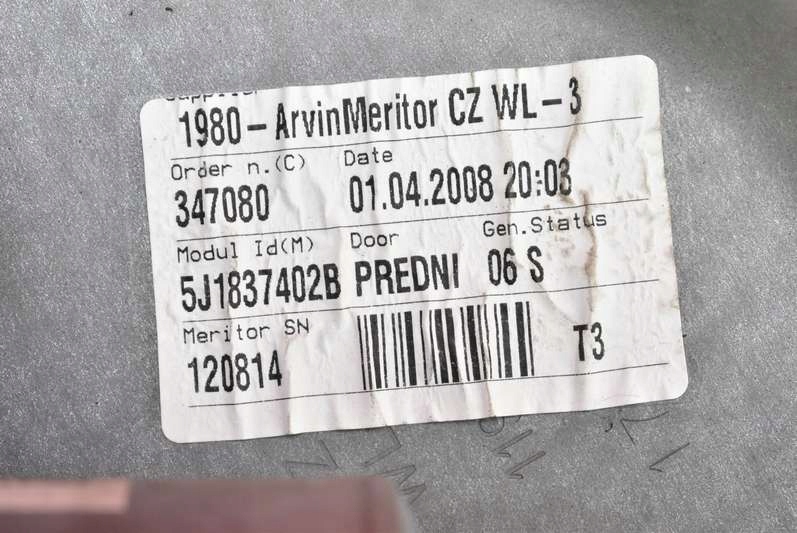 Supplier
1980 - ArvinMeritor CZ WL - 3
Order n.(C) Date
347080 01.04.2008 20:03
Modul Id(M) Door Gen.Status
5J1837402B PREDNI 06 S
Meritor SN
120814 T3